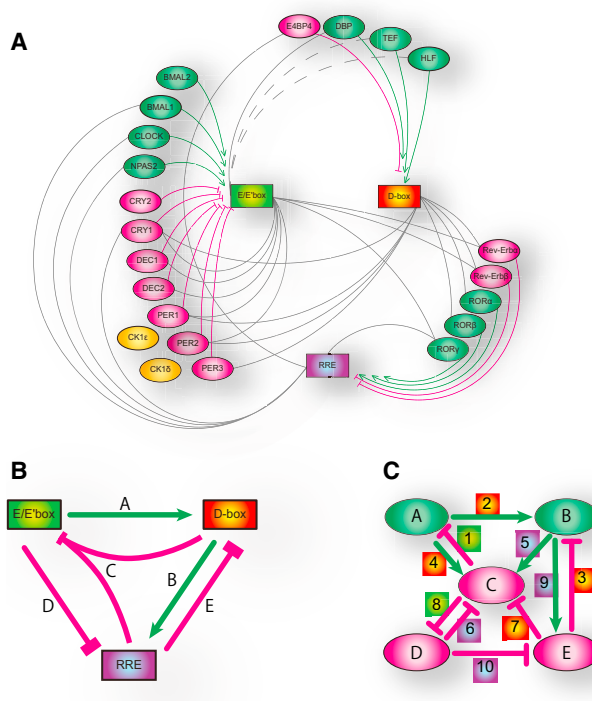 A
E4BP4
DBP
TEF
HLF
BMAL2
BMAL1
CLOCK
NPAS2
CRY2
CRY1
DEC1
DEC2
PER1
CK1ε
PER2
CK1δ
PER3
E/E'box
D-box
Rev-Erbα
Rev-Erbβ
RORα
RORβ
RORγ
RRE
B
E/E'box
A
D-box
C
B
D
E
RRE
C
A
2
B
1
5
4
C
9
3
8
6
7
D
10
E